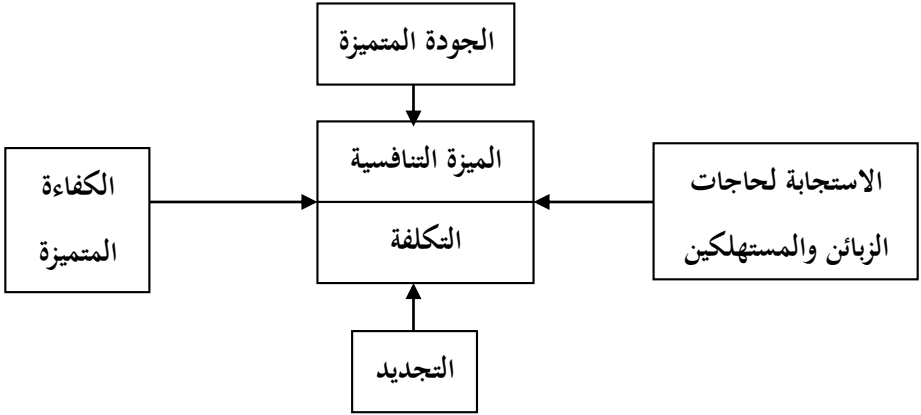 الجودة المتميزة
الميزة التنافسية
التكلفة
الاستجابة لحاجات
الزبائن والمستهلكين
الكفاءة
المتميزة
التجديد